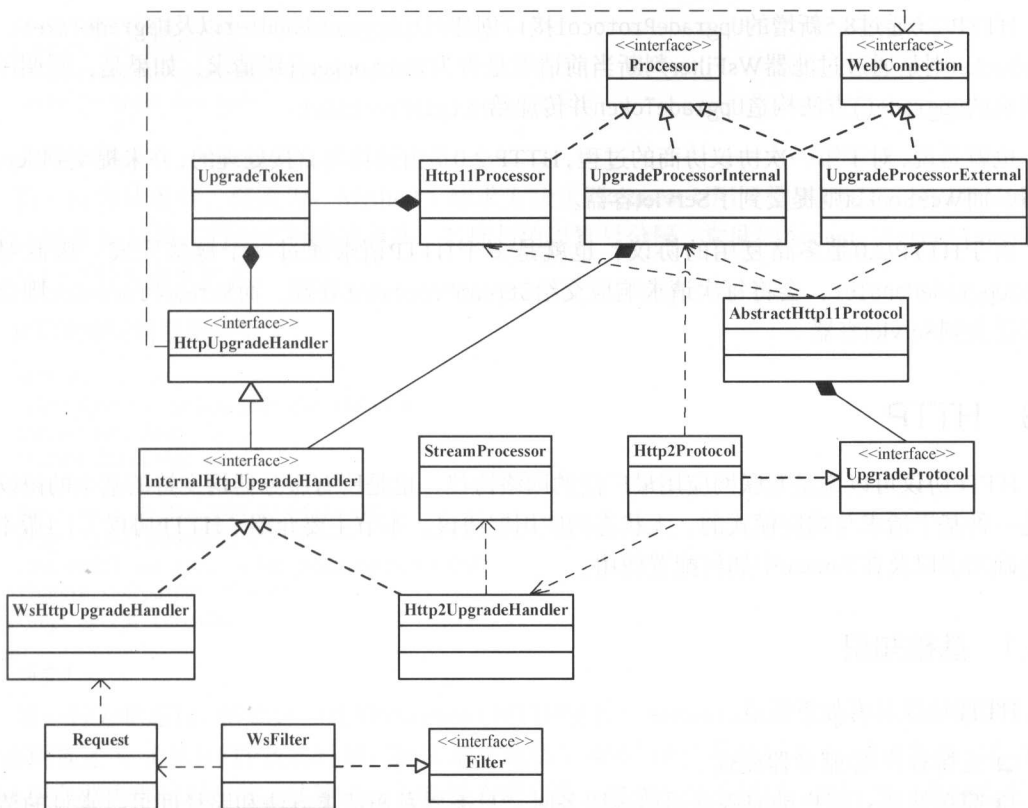 <<interface>>
Processor
<<interface>>
WebConnection
UpgradeToken
Http11Processor
UpgradeProcessorInternal
UpgradeProcessorExternal
<<interface>>
HttpUpgradeHandler
AbstractHttp11Protocol
<<interface>>
InternalHttpUpgradeHandler
StreamProcessor
Http2Protocol
<<interface>>
UpgradeProtocol
WsHttpUpgradeHandler
Http2UpgradeHandler
Request
WsFilter
<<interface>>
Filter